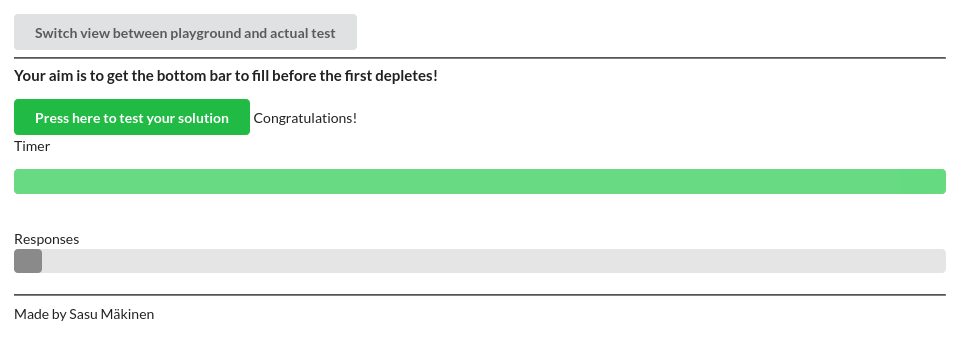 Switch view between playground and actual test
Your aim is to get the bottom bar to fill before the first depletes!
Press here to test your solution Congratulations!
Timer
Responses
Made by Sasu Mäkinen